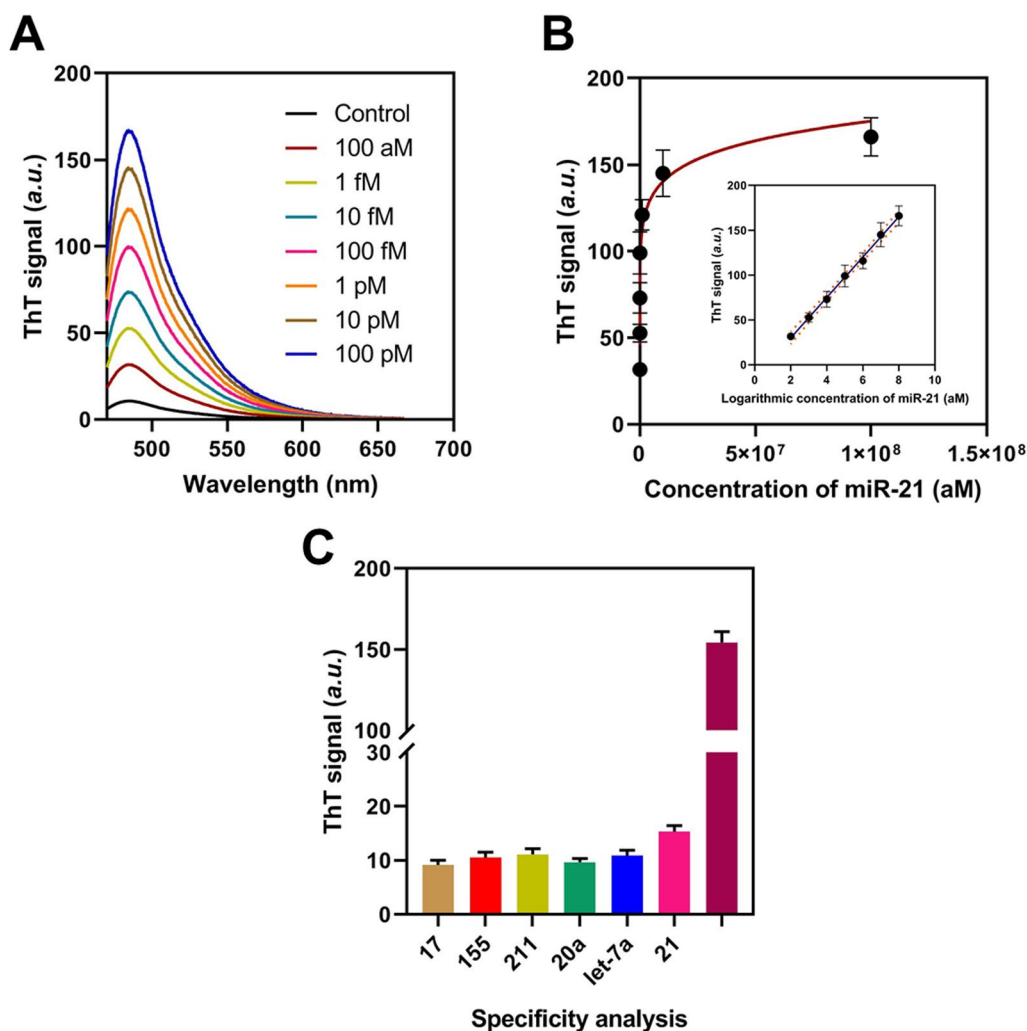 A
ThT signal (a.u.)
200
150
100
50
0
500
550
600
650
700
Wavelength (nm)
Control
100 aM
1 fM
10 fM
100 fM
1 pM
10 pM
100 pM
B
ThT signal (a.u.)
200
150
100
50
0
0
5×10⁷
1×10⁸
1.5×10⁸
Concentration of miR-21 (aM)
ThT signal (a.u.)
200
150
100
50
0
0
2
4
6
8
10
Logarithmic concentration of miR-21 (aM)
C
ThT signal (a.u.)
200
150
100
30
20
10
0
17
155
211
20a
let-7a
21
Specificity analysis